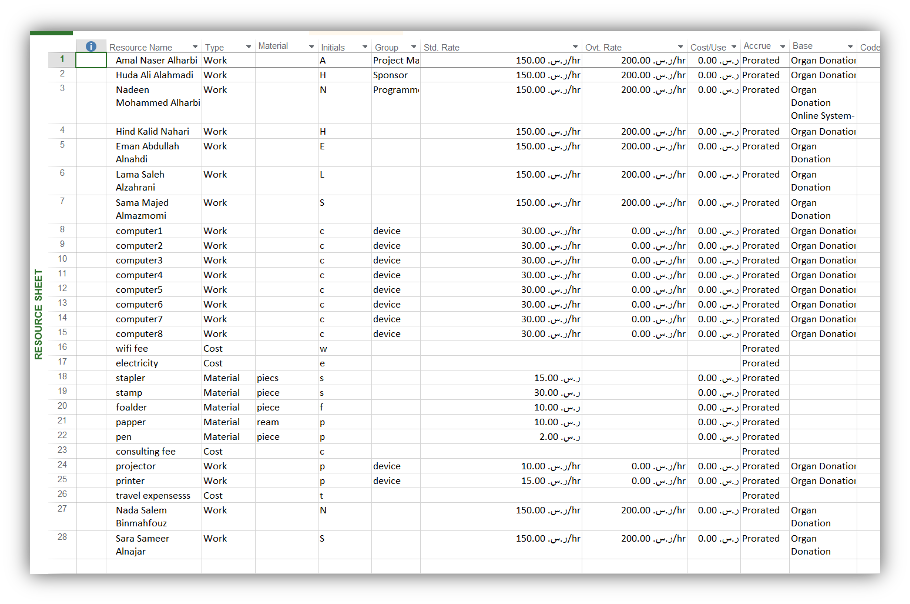 Resource Name Type Material Initials Group Std. Rate Ovt. Rate Cost/Use Accrue Base Code
1 Amal Naser Alharbi Work A Project Ma 150.00 ر.س./hr 200.00 ر.س./hr 0.00 ر.س. Prorated Organ Donation
2 Huda Ali Alahmadi Work H Sponsor 150.00 ر.س./hr 200.00 ر.س./hr 0.00 ر.س. Prorated Organ Donation
3 Nadeen Work N Programm 150.00 ر.س./hr 200.00 ر.س./hr 0.00 ر.س. Prorated Organ
Mohammed Alharbi Donation
Online System-
4 Hind Kalid Nahari Work H 150.00 ر.س./hr 200.00 ر.س./hr 0.00 ر.س. Prorated Organ Donation
5 Eman Abdullah Work E 150.00 ر.س./hr 200.00 ر.س./hr 0.00 ر.س. Prorated Organ
Alnahdi Donation
6 Lama Saleh Work L 150.00 ر.س./hr 200.00 ر.س./hr 0.00 ر.س. Prorated Organ
Alzahrani Donation
7 Sama Majed Work S 150.00 ر.س./hr 200.00 ر.س./hr 0.00 ر.س. Prorated Organ
Almazmomi Donation
8 computer1 Work c device 30.00 ر.س./hr 0.00 ر.س./hr 0.00 ر.س. Prorated Organ Donation
9 computer2 Work c device 30.00 ر.س./hr 0.00 ر.س./hr 0.00 ر.س. Prorated Organ Donation
10 computer3 Work c device 30.00 ر.س./hr 0.00 ر.س./hr 0.00 ر.س. Prorated Organ Donation
11 computer4 Work c device 30.00 ر.س./hr 0.00 ر.س./hr 0.00 ر.س. Prorated Organ Donation
12 computer5 Work c device 30.00 ر.س./hr 0.00 ر.س./hr 0.00 ر.س. Prorated Organ Donation
13 computer6 Work c device 30.00 ر.س./hr 0.00 ر.س./hr 0.00 ر.س. Prorated Organ Donation
14 computer7 Work c device 30.00 ر.س./hr 0.00 ر.س./hr 0.00 ر.س. Prorated Organ Donation
15 computer8 Work c device 30.00 ر.س./hr 0.00 ر.س./hr 0.00 ر.س. Prorated Organ Donation
16 wifi fee Cost w Prorated
17 electricity Cost e Prorated
18 stapler Material piecs s 15.00 ر.س. 0.00 ر.س. Prorated
19 stamp Material piece s 30.00 ر.س. 0.00 ر.س. Prorated
20 foalder Material piece f 10.00 ر.س. 0.00 ر.س. Prorated
21 papper Material ream p 10.00 ر.س. 0.00 ر.س. Prorated
22 pen Material piece p 2.00 ر.س. 0.00 ر.س. Prorated
23 consulting fee Cost c Prorated
24 projector Work p device 10.00 ر.س./hr 0.00 ر.س./hr 0.00 ر.س. Prorated Organ Donation
25 printer Work p device 15.00 ر.س./hr 0.00 ر.س./hr 0.00 ر.س. Prorated Organ Donation
26 travel expensesss Cost t Prorated
27 Nada Salem Work N 150.00 ر.س./hr 200.00 ر.س./hr 0.00 ر.س. Prorated Organ
Binmahfouz Donation
28 Sara Sameer Work S 150.00 ر.س./hr 200.00 ر.س./hr 0.00 ر.س. Prorated Organ
Alnajar Donation
RESOURCE SHEET